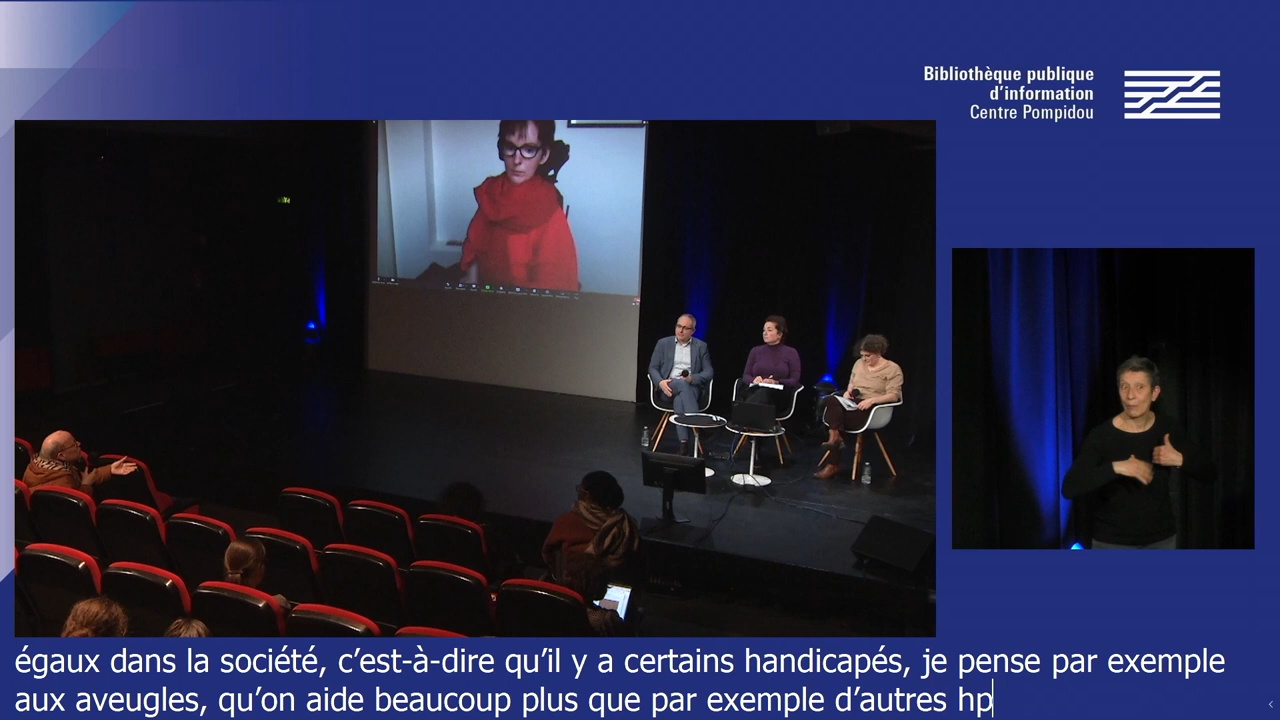 Bibliothèque publique
d’information
Centre Pompidou
égaux dans la société, c’est-à-dire qu’il y a certains handicapés, je pense par exemple
aux aveugles, qu’on aide beaucoup plus que par exemple d’autres hp